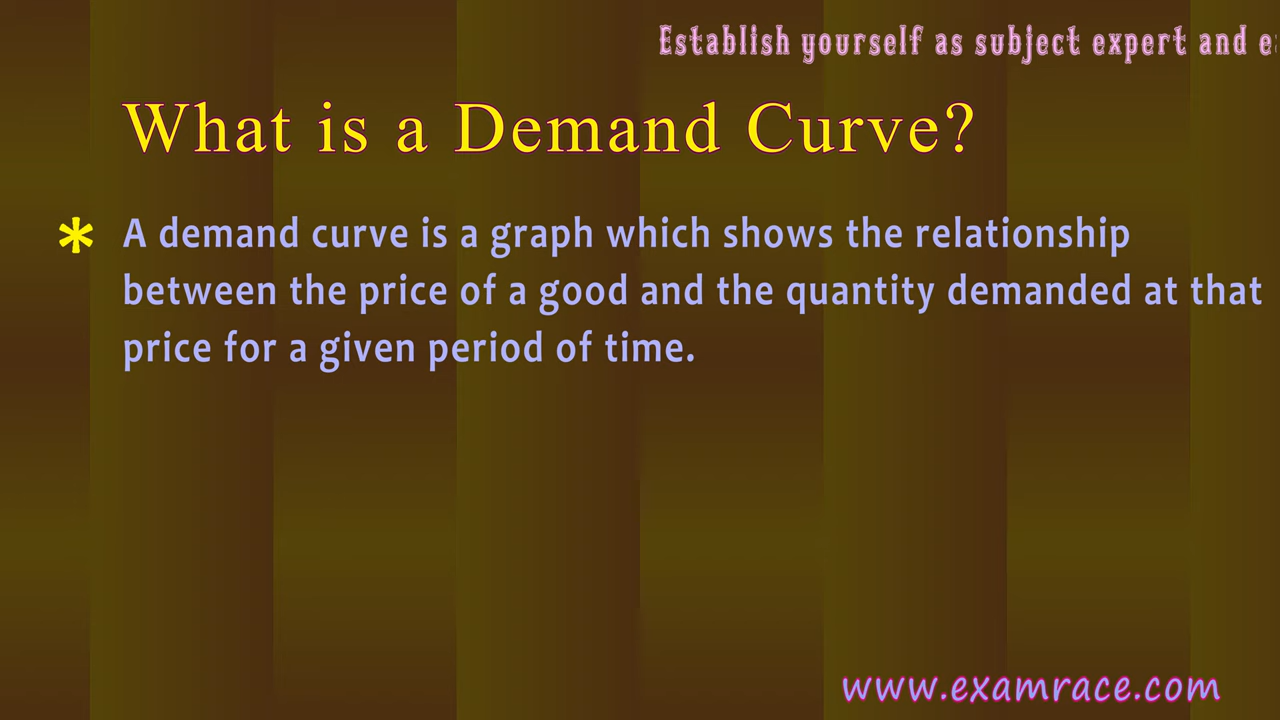 Establish yourself as subject expert and
What is a Demand Curve?
* A demand curve is a graph which shows the relationship
between the price of a good and the quantity demanded at that
price for a given period of time.
www.examrace.com